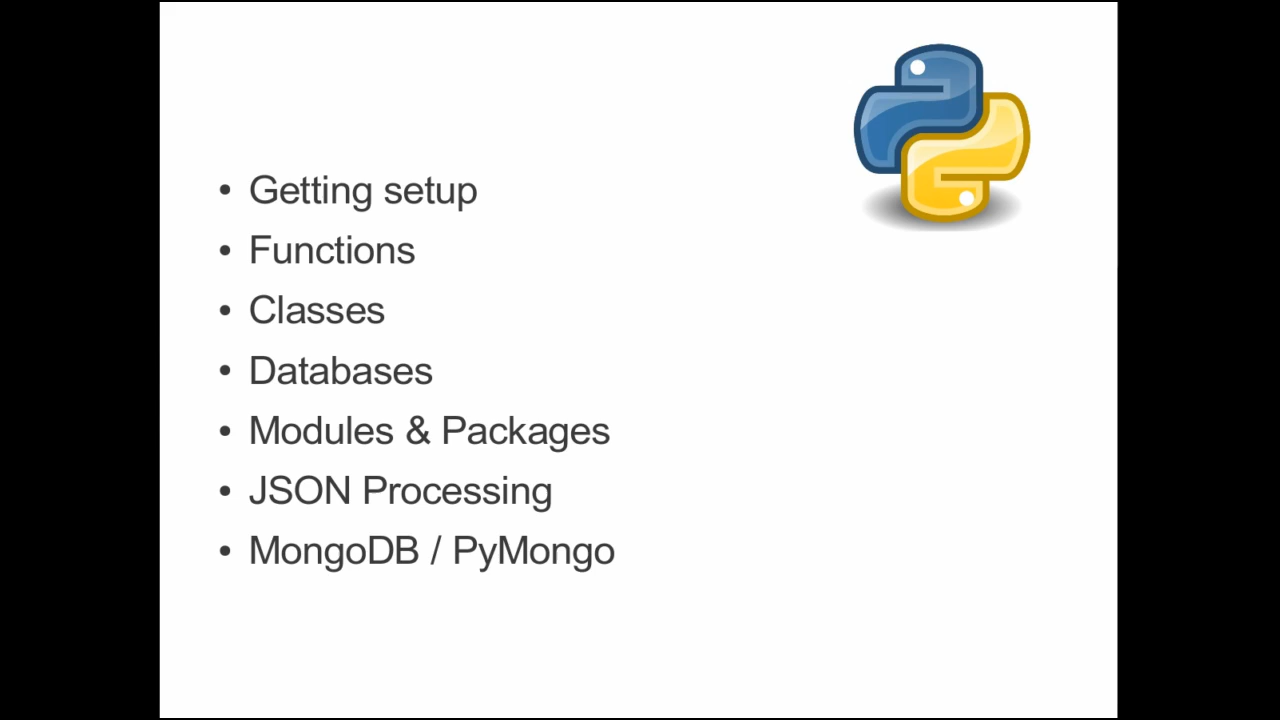 • Getting setup
• Functions
• Classes
• Databases
• Modules & Packages
• JSON Processing
• MongoDB / PyMongo